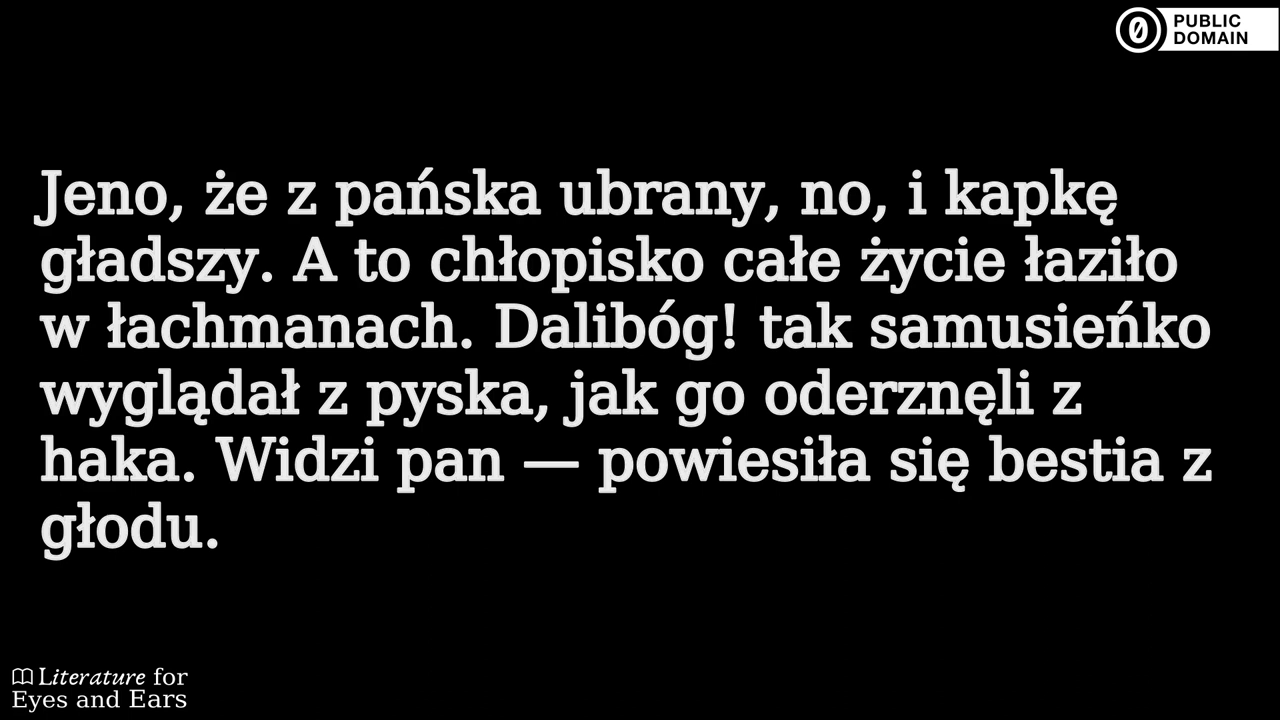 PUBLIC
DOMAIN
Jeno, że z pańska ubrany, no, i kapkę
gładszy. A to chłopisko całe życie łaziło
w łachmanach. Dalibóg! tak samusieńko
wyglądał z pyska, jak go oderznęli z
haka. Widzi pan — powiesiła się bestia z
głodu.
Literature for
Eyes and Ears